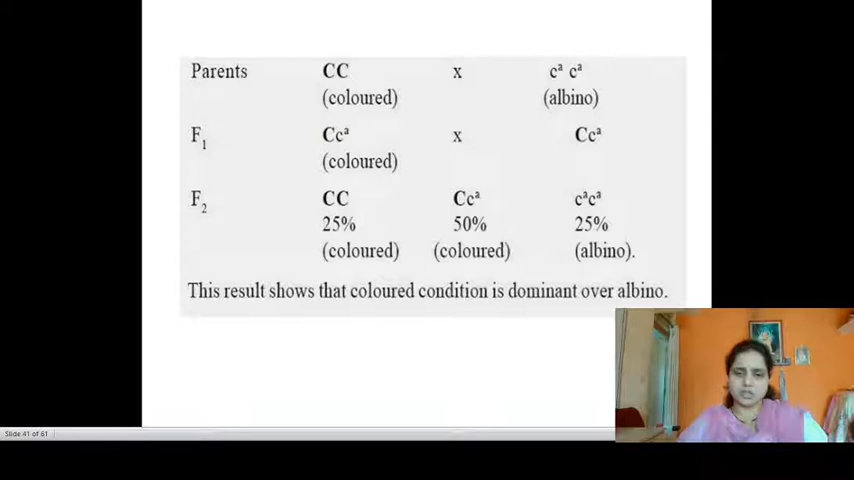 Parents CC x cᵃ cᵃ
(coloured) (albino)
F₁ Ccᵃ x Ccᵃ
(coloured)
F₂ CC Ccᵃ cᵃcᵃ
25% 50% 25%
(coloured) (coloured) (albino).
This result shows that coloured condition is dominant over albino.
Slide 41 of 61